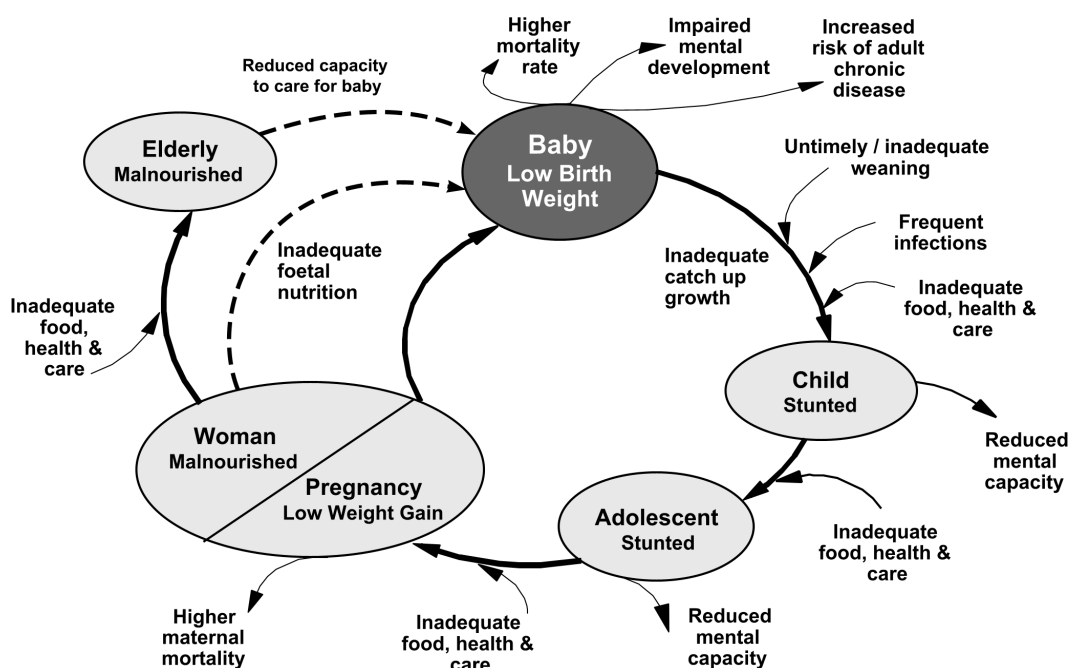 Higher
mortality
rate
Impaired
mental
development
Increased
risk of adult
chronic
disease
Reduced capacity
to care for baby
Elderly
Malnourished
Baby
Low Birth
Weight
Untimely / inadequate
weaning
Frequent
infections
Inadequate
catch up
growth
Inadequate
food, health &
care
Inadequate
foetal
nutrition
Inadequate
food,
health &
care
Child
Stunted
Reduced
mental
capacity
Woman
Malnourished
Pregnancy
Low Weight Gain
Adolescent
Stunted
Inadequate
food, health &
care
Higher
maternal
mortality
Inadequate
food, health &
care
Reduced
mental
capacity